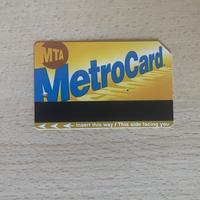 MTA
MetroCard
Insert this way / This side facing you